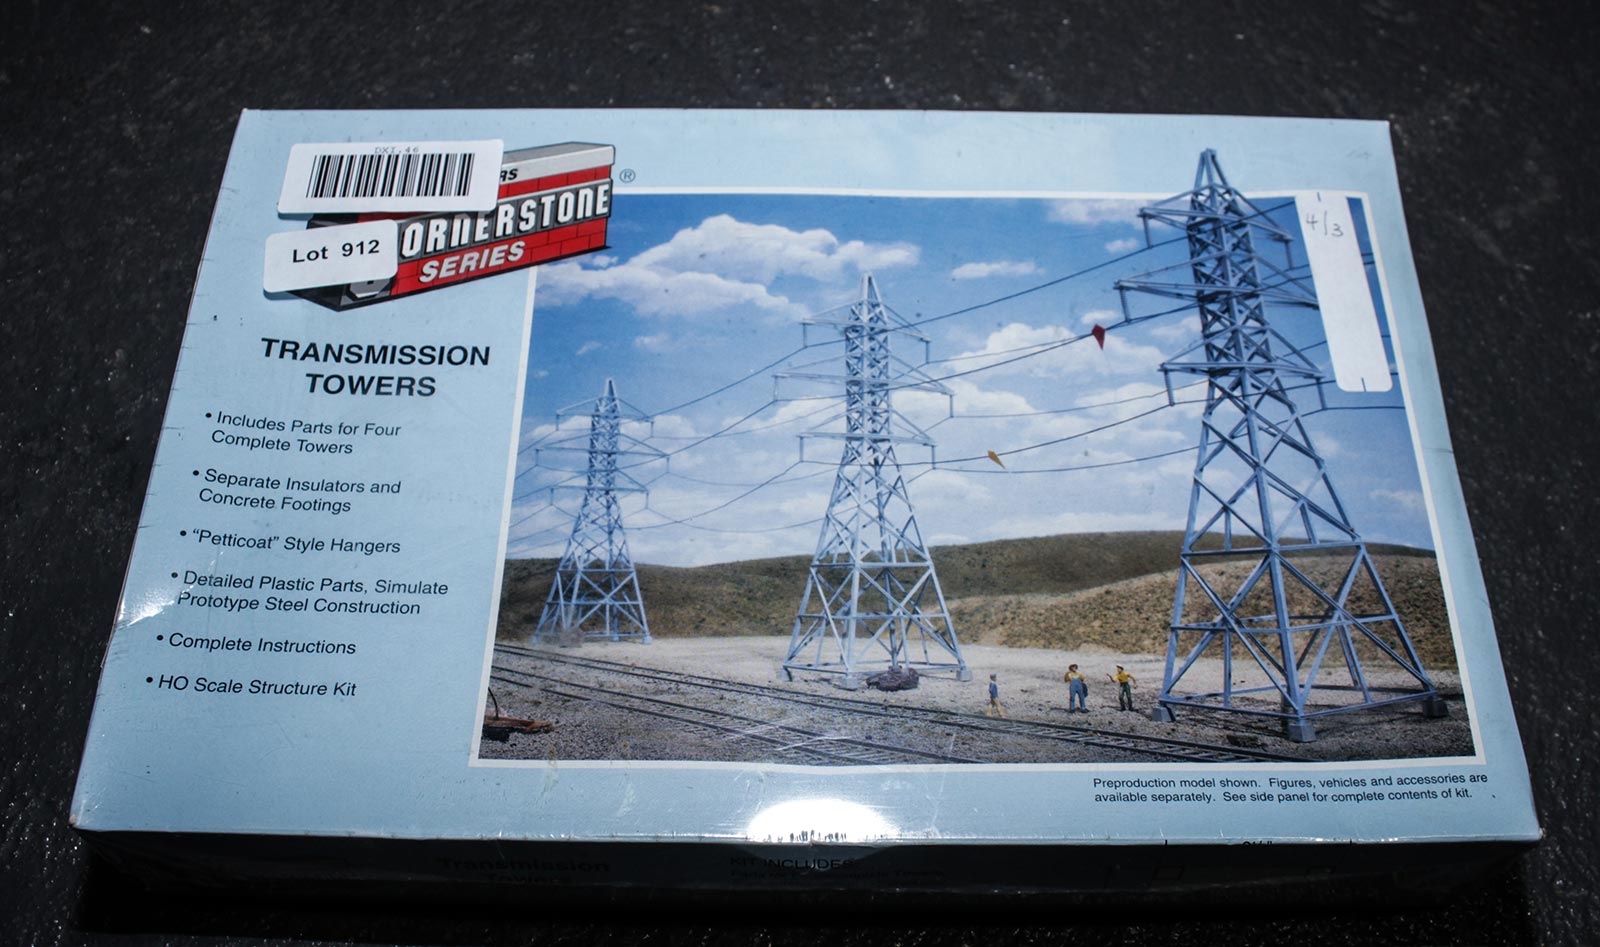 DXI.46
RS
ORNERSTONE
SERIES
®
Lot 912
4/3
TRANSMISSION
TOWERS
• Includes Parts for Four
Complete Towers
• Separate Insulators and
Concrete Footings
• "Petticoat" Style Hangers
• Detailed Plastic Parts, Simulate
Prototype Steel Construction
• Complete Instructions
• HO Scale Structure Kit
Preproduction model shown. Figures, vehicles and accessories are
available separately. See side panel for complete contents of kit.
Transmission
Towers
KIT INCLUDES: